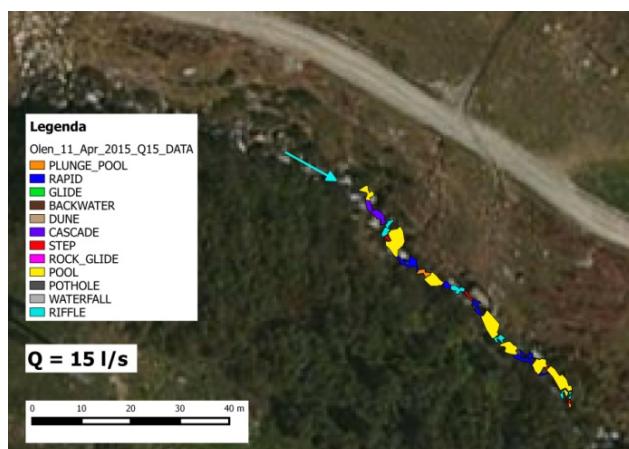 Legenda
Olen_11_Apr_2015_Q15_DATA
PLUNGE_POOL
RAPID
GLIDE
BACKWATER
DUNE
CASCADE
STEP
ROCK_GLIDE
POOL
POTHOLE
WATERFALL
RIFFLE
Q = 15 l/s
0 10 20 30 40 m